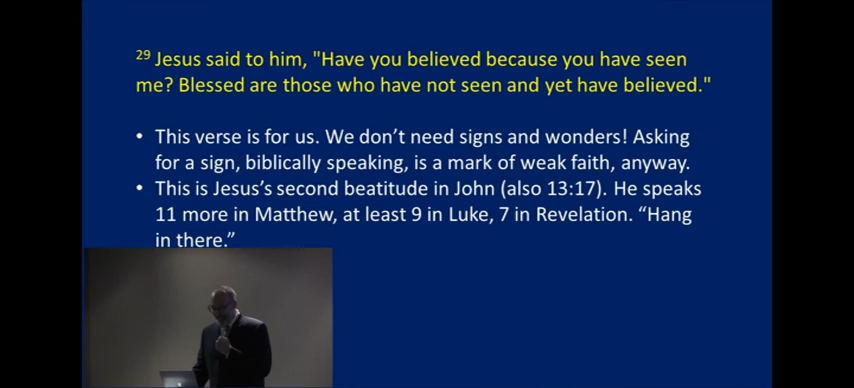 29 Jesus said to him, "Have you believed because you have seen
me? Blessed are those who have not seen and yet have believed."
• This verse is for us. We don’t need signs and wonders! Asking
for a sign, biblically speaking, is a mark of weak faith, anyway.
• This is Jesus’s second beatitude in John (also 13:17). He speaks
11 more in Matthew, at least 9 in Luke, 7 in Revelation. “Hang
in there.”